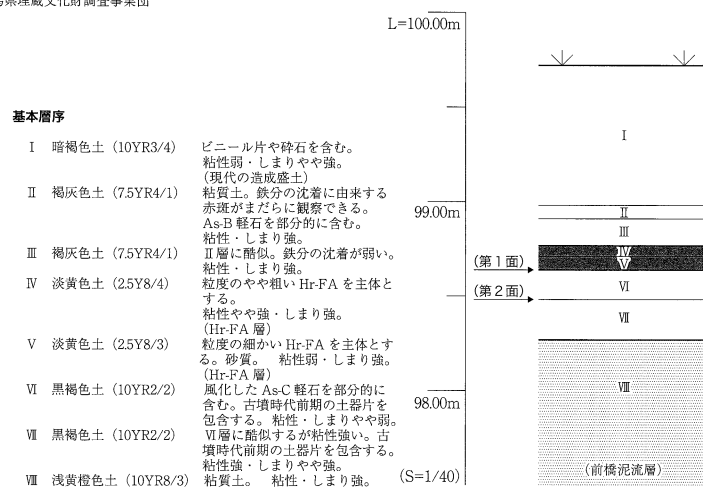 埋蔵文化財調査事業団
基本層序
Ⅰ 暗褐色土 (10YR3/4) ビニール片や砕石を含む。
粘性弱・しまりやや強。
(現代の造成盛土)
Ⅱ 褐灰色土 (7.5YR4/1) 粘質土。鉄分の沈着に由来する
赤斑がまだらに観察できる。
As-B 軽石を部分的に含む。
粘性・しまり強。
Ⅲ 褐灰色土 (7.5YR4/1) Ⅱ層に酷似。鉄分の沈着が弱い。
粘性・しまり強。
Ⅳ 淡黄色土 (2.5Y8/4) 粒度のやや粗い Hr-FA を主体と
する。
粘性やや強・しまり強。
(Hr-FA 層)
Ⅴ 淡黄色土 (2.5Y8/3) 粒度の細かい Hr-FA を主体とす
る。砂質。 粘性弱・しまり強。
(Hr-FA 層)
Ⅵ 黒褐色土 (10YR2/2) 風化した As-C 軽石を部分的に
含む。古墳時代前期の土器片を
包含する。粘性・しまりやや弱。
Ⅶ 黒褐色土 (10YR2/2) Ⅵ層に酷似するが粘性強い。古
墳時代前期の土器片を包含する。
粘性強・しまりやや強。
Ⅷ 浅黄橙色土 (10YR8/3) 粘質土。 粘性・しまり強。
L=100.00m
99.00m
98.00m
(S=1/40)
(第1面)
(第2面)
Ⅰ
Ⅱ
Ⅲ
Ⅳ
Ⅴ
Ⅵ
Ⅶ
Ⅷ
(前橋泥流層)